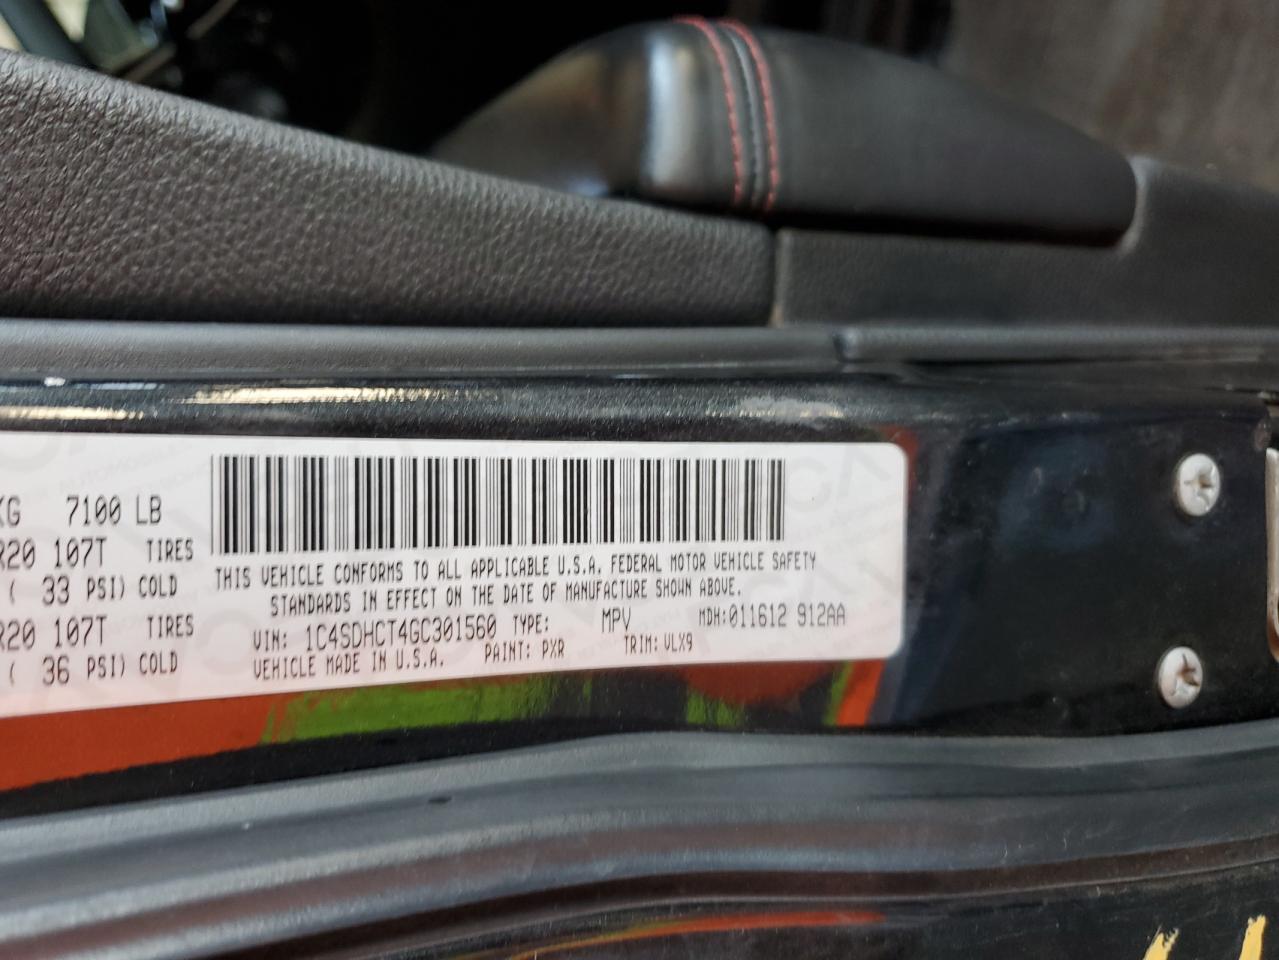 KG 7100 LB
R20 107T TIRES
( 33 PSI) COLD
R20 107T TIRES
( 36 PSI) COLD
THIS VEHICLE CONFORMS TO ALL APPLICABLE U.S.A. FEDERAL MOTOR VEHICLE SAFETY
STANDARDS IN EFFECT ON THE DATE OF MANUFACTURE SHOWN ABOVE.
VIN: 1C4SDHCT4GC301560 TYPE: MPV MDH:011612 912AA
VEHICLE MADE IN U.S.A. PAINT: PXR TRIM: VLX9